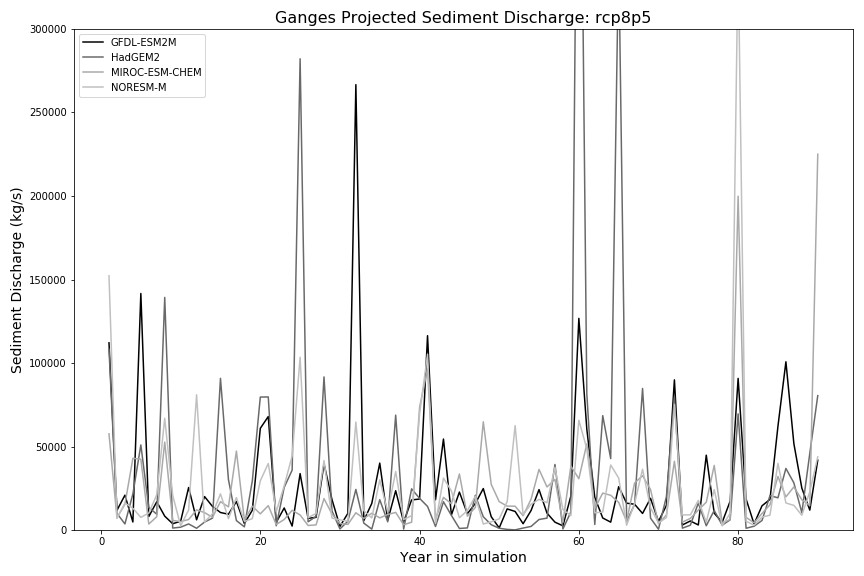 Ganges Projected Sediment Discharge: rcp8p5
GFDL-ESM2M
HadGEM2
MIROC-ESM-CHEM
NORESM-M
300000
250000
200000
150000
100000
50000
0
Sediment Discharge (kg/s)
0 20 40 60 80
Year in simulation